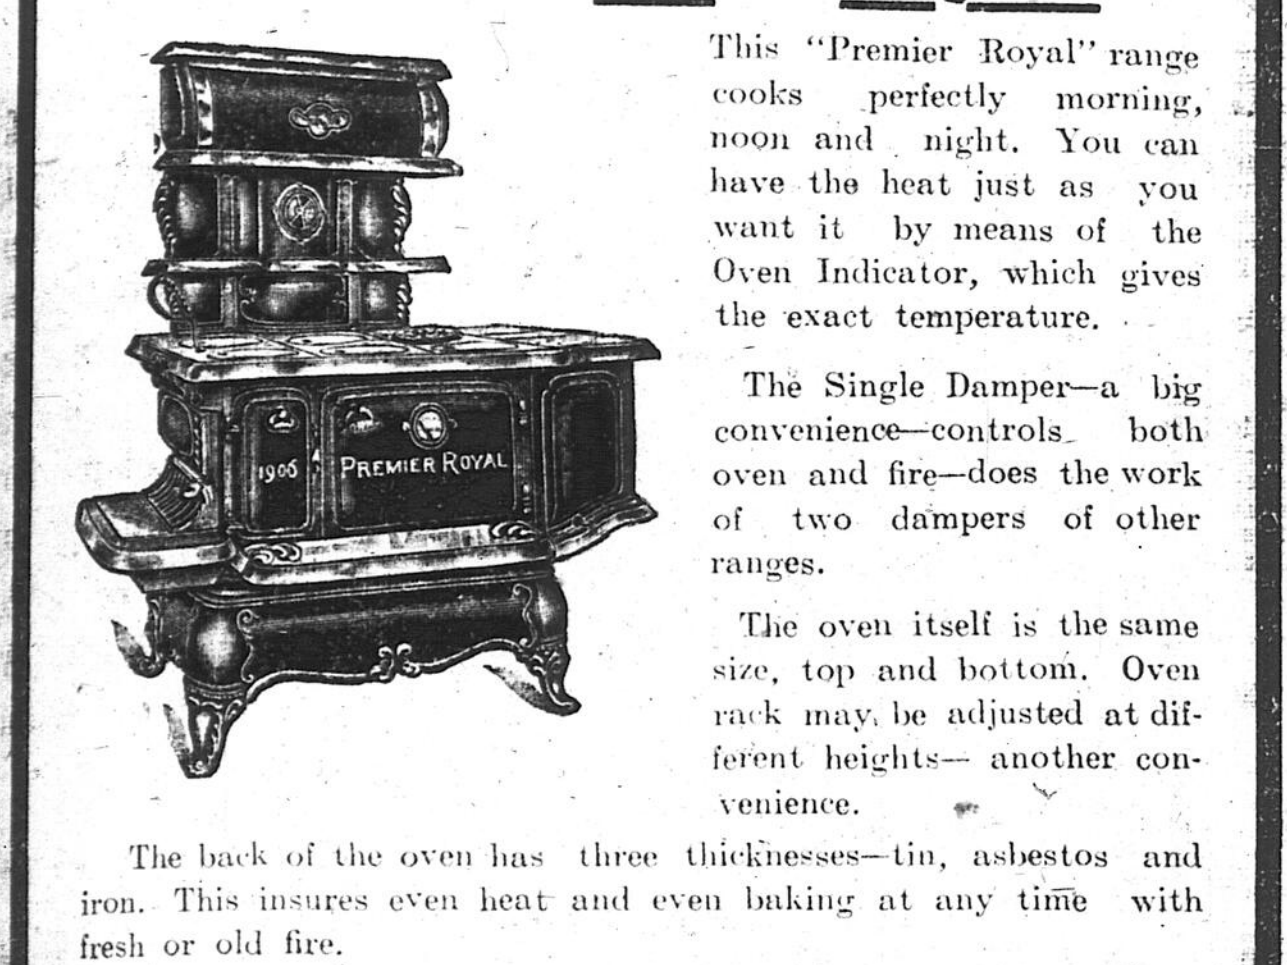 This "Premier Royal" range
cooks perfectly morning,
noon and night. You can
have the heat just as you
want it by means of the
Oven Indicator, which gives
the exact temperature.
The Single Damper—a big
convenience—controls both
oven and fire—does the work
of two dampers of other
ranges.
The oven itself is the same
size, top and bottom. Oven
rack may be adjusted at dif-
ferent heights— another con-
venience.
1906
PREMIER ROYAL
The back of the oven has three thicknesses—tin, asbestos and
iron. This insures even heat and even baking at any time with
fresh or old fire.